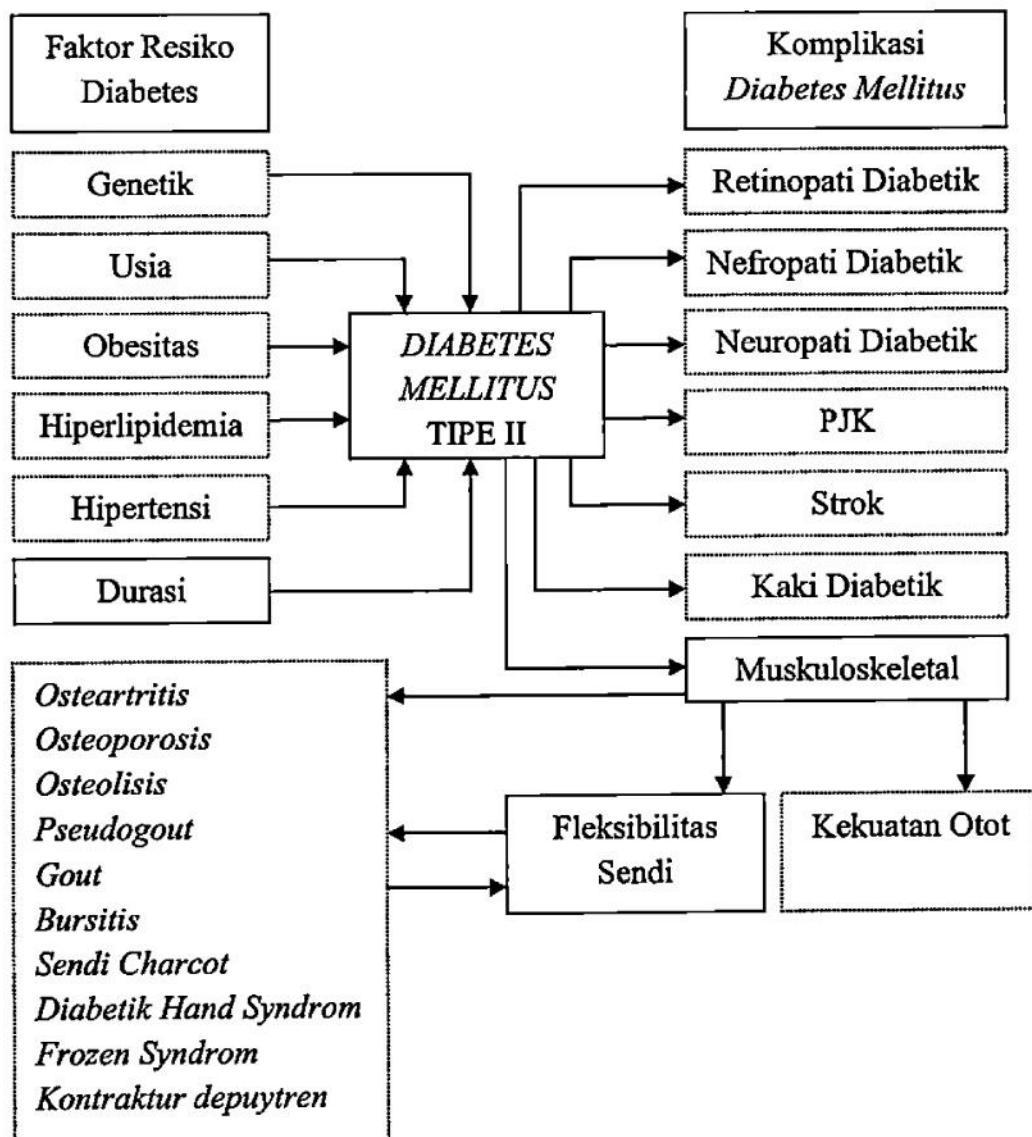 Faktor Resiko
Diabetes
Komplikasi
Diabetes Mellitus
Genetik
Usia
Obesitas
Hiperlipidemia
Hipertensi
Durasi
DIABETES
MELLITUS
TIPE II
Retinopati Diabetik
Nefropati Diabetik
Neuropati Diabetik
PJK
Strok
Kaki Diabetik
Muskuloskeletal
Osteartritis
Osteoporosis
Osteolisis
Pseudogout
Gout
Bursitis
Sendi Charcot
Diabetik Hand Syndrom
Frozen Syndrom
Kontraktur depuytren
Fleksibilitas
Sendi
Kekuatan Otot